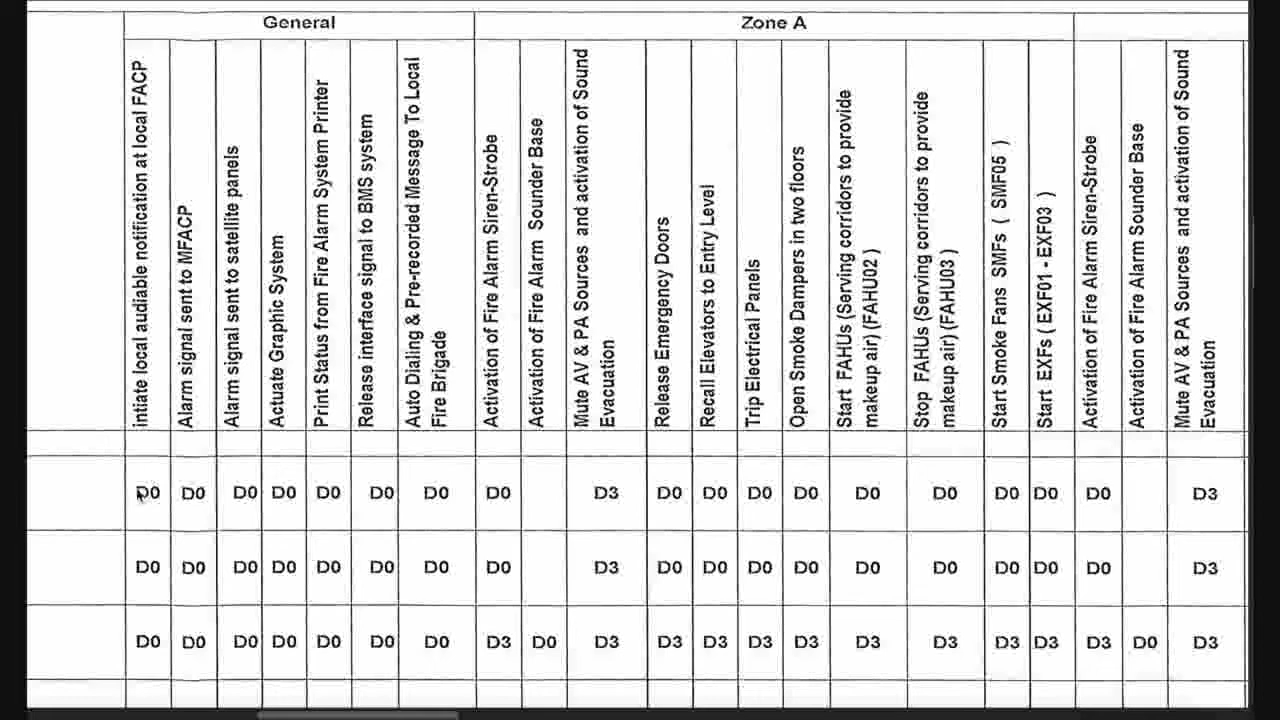 General
Zone A
intiate local audiable notification at local FACP
Alarm signal sent to MFACP
Alarm signal sent to satellite panels
Actuate Graphic System
Print Status from Fire Alarm System Printer
Release interface signal to BMS system
Auto Dialing & Pre-recorded Message To Local
Fire Brigade
Activation of Fire Alarm Siren-Strobe
Activation of Fire Alarm Sounder Base
Mute AV & PA Sources and activation of Sound
Evacuation
Release Emergency Doors
Recall Elevators to Entry Level
Trip Electrical Panels
Open Smoke Dampers in two floors
Start FAHUs (Serving corridors to provide
makeup air) (FAHU02 )
Stop FAHUs (Serving corridors to provide
makeup air) (FAHU03 )
Start Smoke Fans SMFs ( SMF05 )
Start EXFs ( EXF01 - EXF03 )
Activation of Fire Alarm Siren-Strobe
Activation of Fire Alarm Sounder Base
Mute AV & PA Sources and activation of Sound
Evacuation
D0 D0 D0 D0 D0 D0 D0 D0 D3 D0 D0 D0 D0 D0 D0 D0 D0 D0 D3
D0 D0 D0 D0 D0 D0 D0 D0 D3 D0 D0 D0 D0 D0 D0 D0 D0 D0 D3
D0 D0 D0 D0 D0 D0 D0 D3 D0 D3 D3 D3 D3 D3 D3 D3 D3 D3 D3 D0 D3